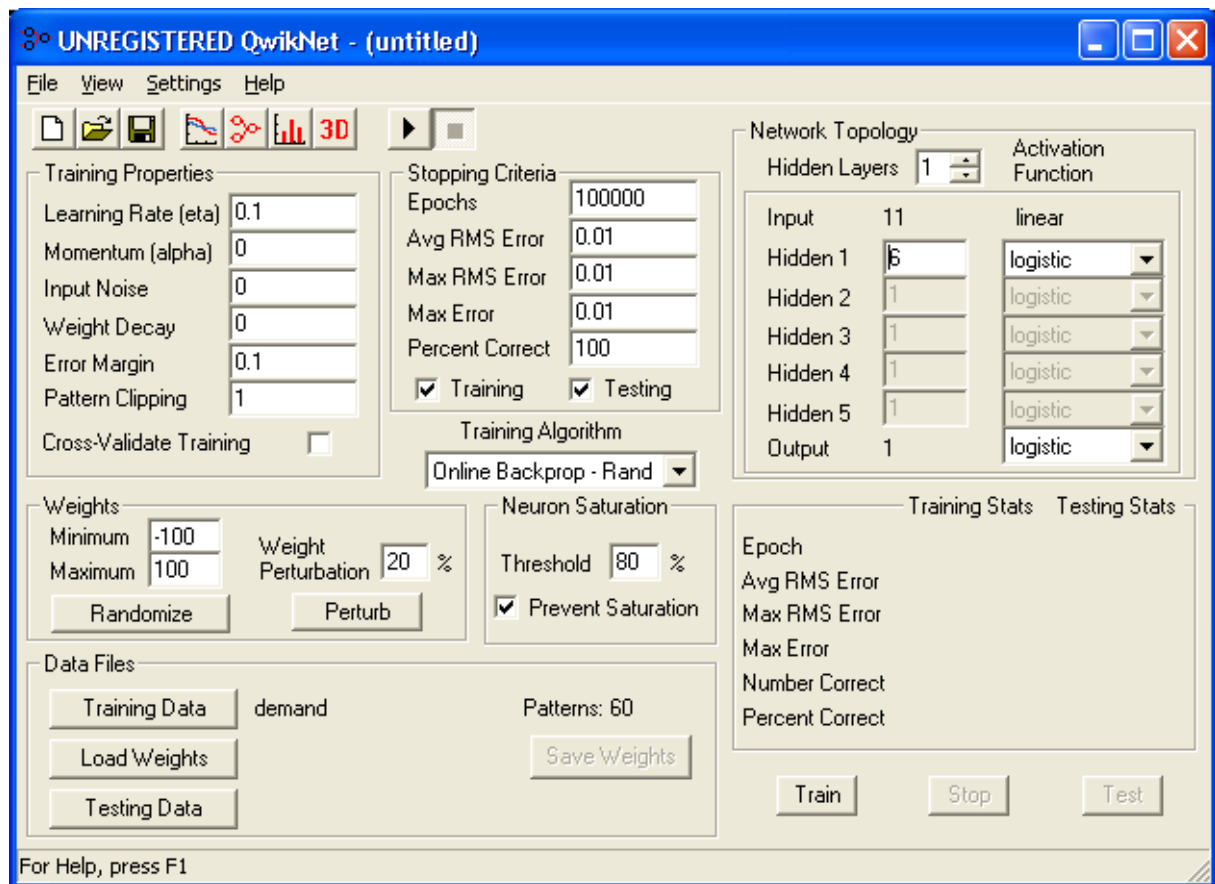 UNREGISTERED QwikNet - (untitled)
File View Settings Help
3D
Training Properties
Learning Rate (eta) 0.1
Momentum (alpha) 0
Input Noise 0
Weight Decay 0
Error Margin 0.1
Pattern Clipping 1
Cross-Validate Training
Stopping Criteria
Epochs 100000
Avg RMS Error 0.01
Max RMS Error 0.01
Max Error 0.01
Percent Correct 100
Training Testing
Training Algorithm
Online Backprop - Rand
Network Topology
Hidden Layers 1
Activation
Function
Input 11 linear
Hidden 1 6 logistic
Hidden 2 1 logistic
Hidden 3 1 logistic
Hidden 4 1 logistic
Hidden 5 1 logistic
Output 1 logistic
Weights
Minimum -100
Maximum 100
Weight
Perturbation 20 %
Randomize Perturb
Neuron Saturation
Threshold 80 %
Prevent Saturation
Training Stats Testing Stats
Epoch
Avg RMS Error
Max RMS Error
Max Error
Number Correct
Percent Correct
Data Files
Training Data demand Patterns: 60
Load Weights Save Weights
Testing Data
Train Stop Test
For Help, press F1